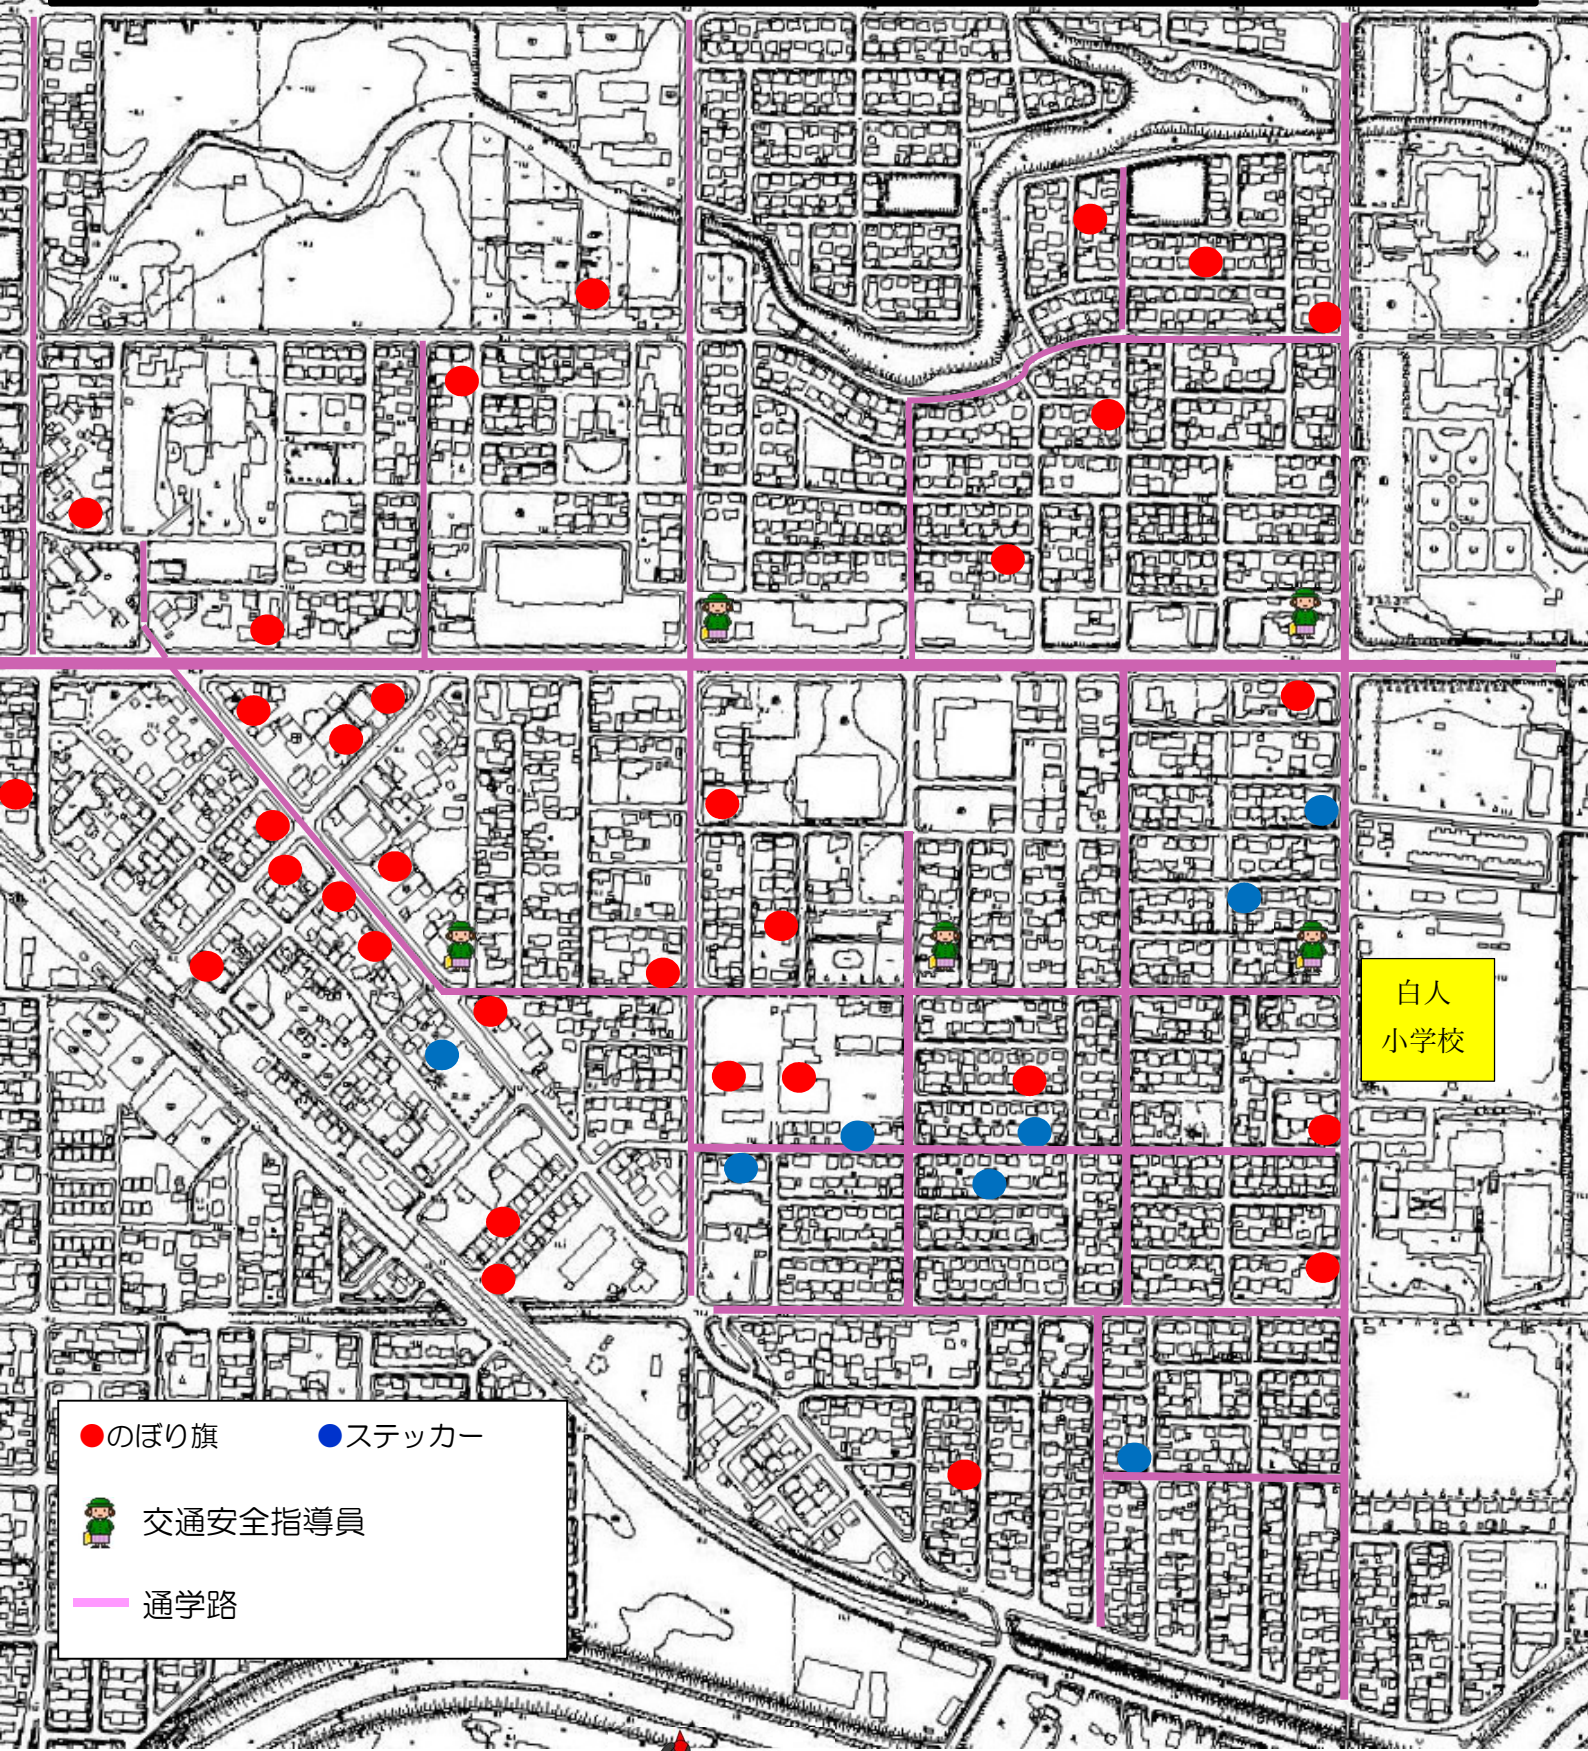 白人
小学校
のぼり旗
ステッカー
交通安全指導員
通学路